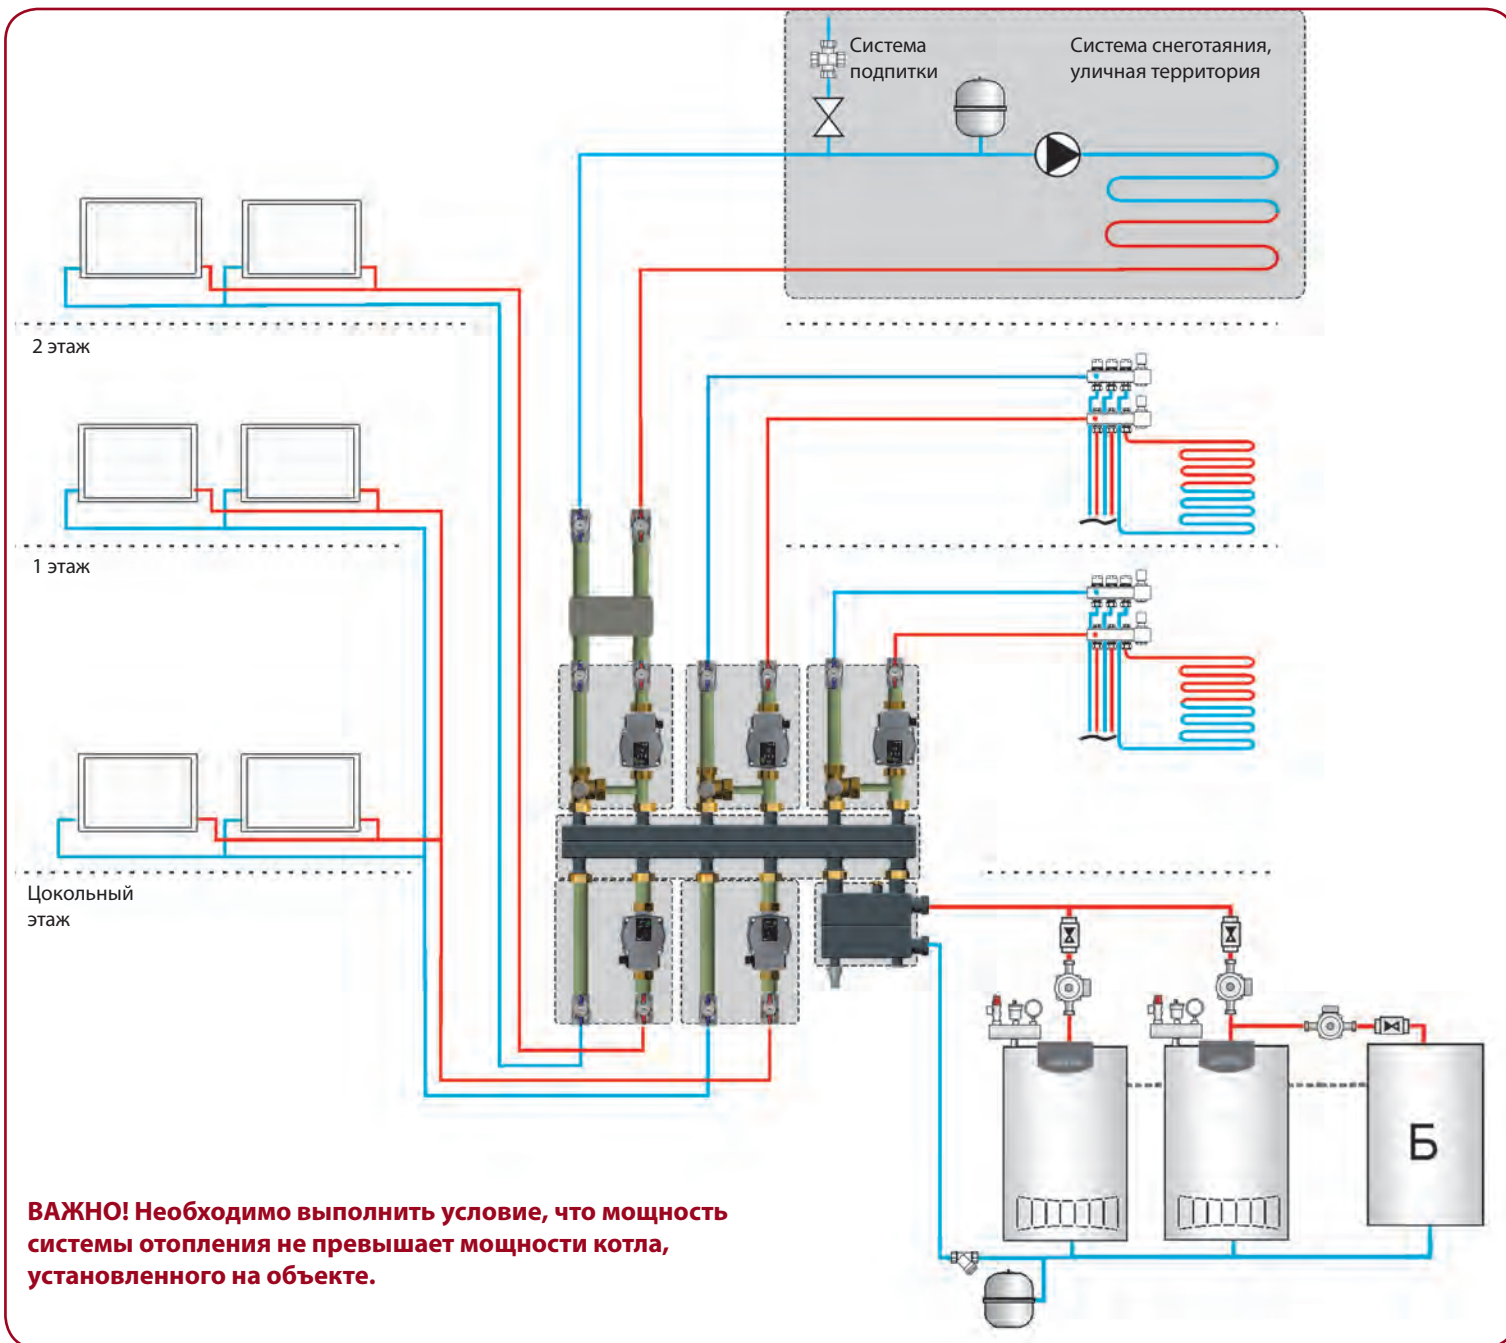 Система
подпитки
Система снеготаяния,
уличная территория
2 этаж
1 этаж
Цокольный
этаж
Б
ВАЖНО! Необходимо выполнить условие, что мощность
системы отопления не превышает мощности котла,
установленного на объекте.